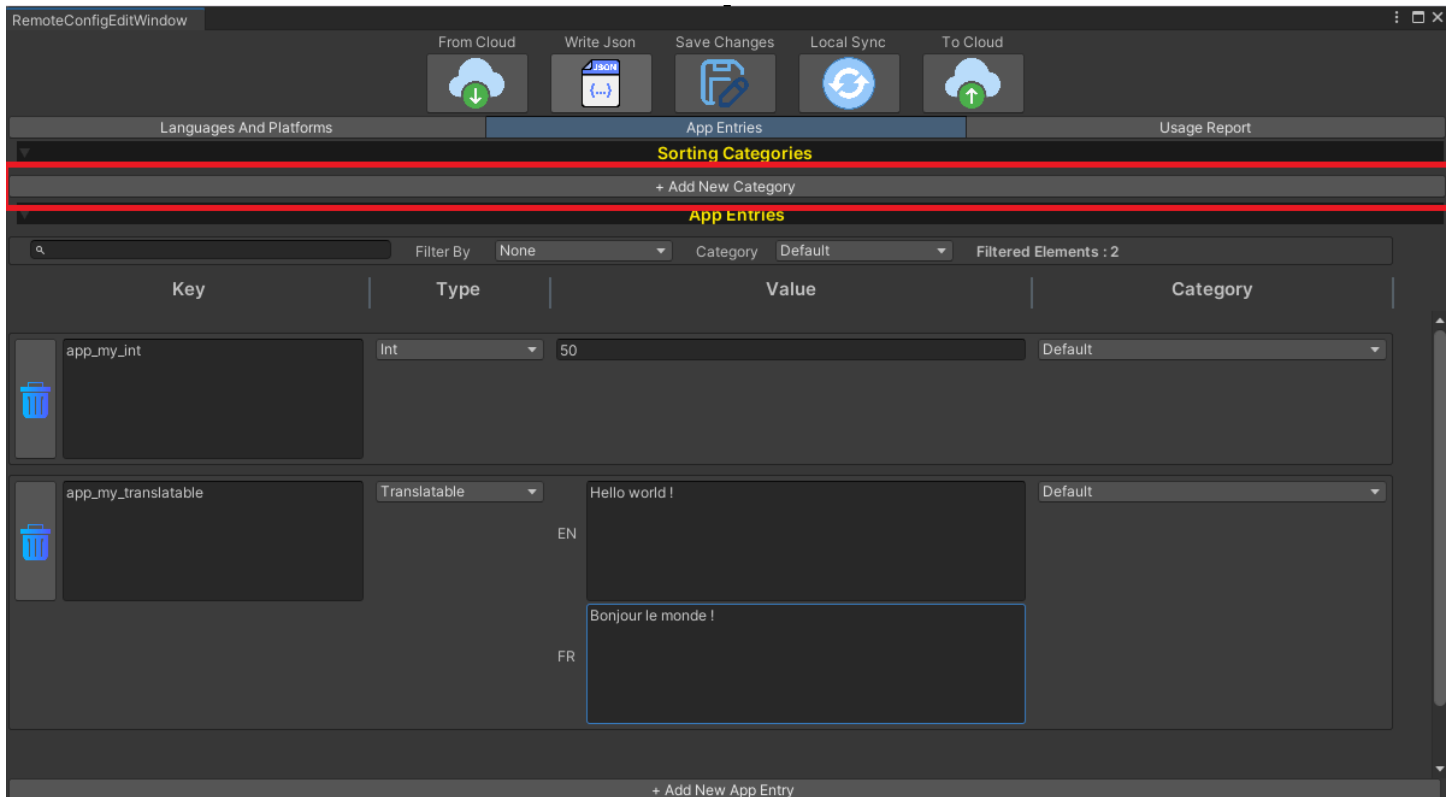 RemoteConfigEditWindow
From Cloud Write Json Save Changes Local Sync To Cloud
JSON
{...}
Languages And Platforms App Entries Usage Report
Sorting Categories
+ Add New Category
App Entries
Filter By None Category Default Filtered Elements : 2
Key Type Value Category
app_my_int Int 50 Default
app_my_translatable Translatable Hello world ! Default
EN
Bonjour le monde !
FR
+ Add New App Entry